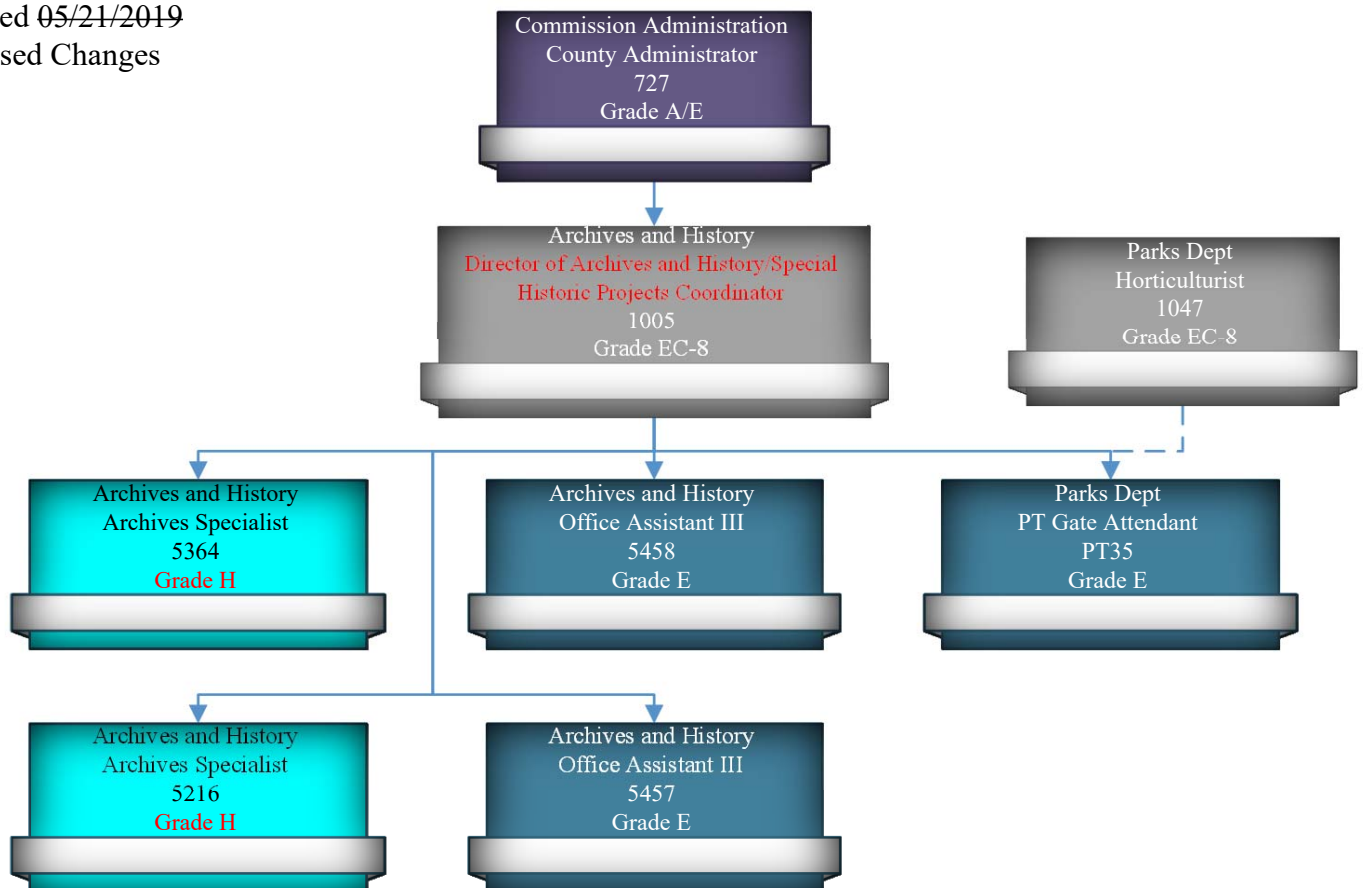 ed 05/21/2019
sed Changes
Commission Administration
County Administrator
727
Grade A/E
Archives and History
Director of Archives and History/Special
Historic Projects Coordinator
1005
Grade EC-8
Parks Dept
Horticulturist
1047
Grade EC-8
Archives and History
Archives Specialist
5364
Grade H
Archives and History
Office Assistant III
5458
Grade E
Parks Dept
PT Gate Attendant
PT35
Grade E
Archives and History
Archives Specialist
5216
Grade H
Archives and History
Office Assistant III
5457
Grade E